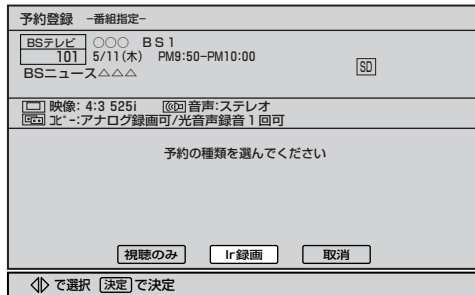 予約登録 -番組指定-
BSテレビ ○○○ BS1
101 5/11(木) PM9:50-PM10:00
SD
BSニュース△△△
映像: 4:3 525i 音声:ステレオ
コピー:アナログ録画可/光音声録音1回可
予約の種類を選んでください
視聴のみ Ir録画 取消
で選択 決定 で決定